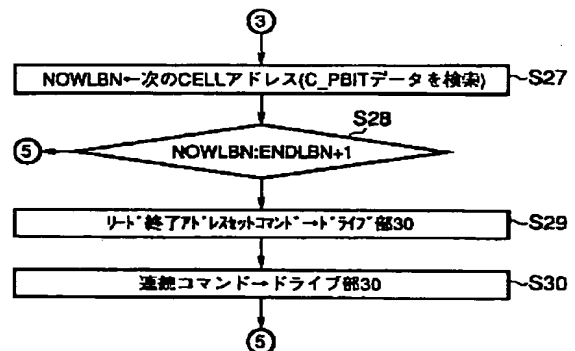 ③
NOWLBN←次のCELLアドレス(C_PBITデータを検索) S27
S28
⑤ NOWLBN:ENDLBN+1
リード終了アドレスセットコマンド→ドライブ部30 S29
連続コマンド→ドライブ部30 S30
⑤